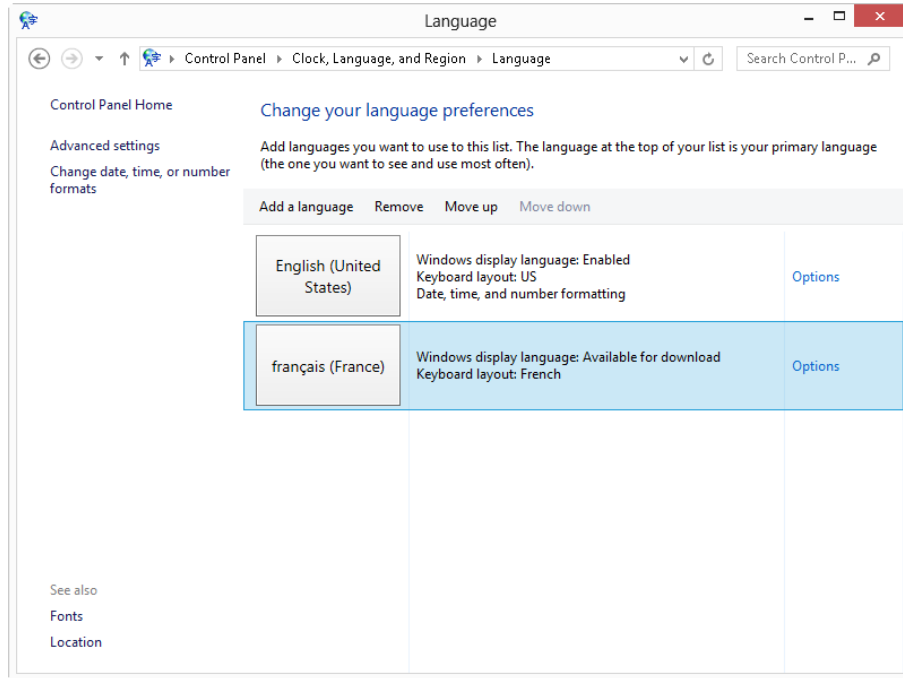 Language
Control Panel Clock, Language, and Region Language
Search Control P...
Control Panel Home
Advanced settings
Change date, time, or number
formats
Change your language preferences
Add languages you want to use to this list. The language at the top of your list is your primary language
(the one you want to see and use most often).
Add a language Remove Move up Move down
English (United
States)
Windows display language: Enabled
Keyboard layout: US
Date, time, and number formatting
Options
français (France)
Windows display language: Available for download
Keyboard layout: French
Options
See also
Fonts
Location